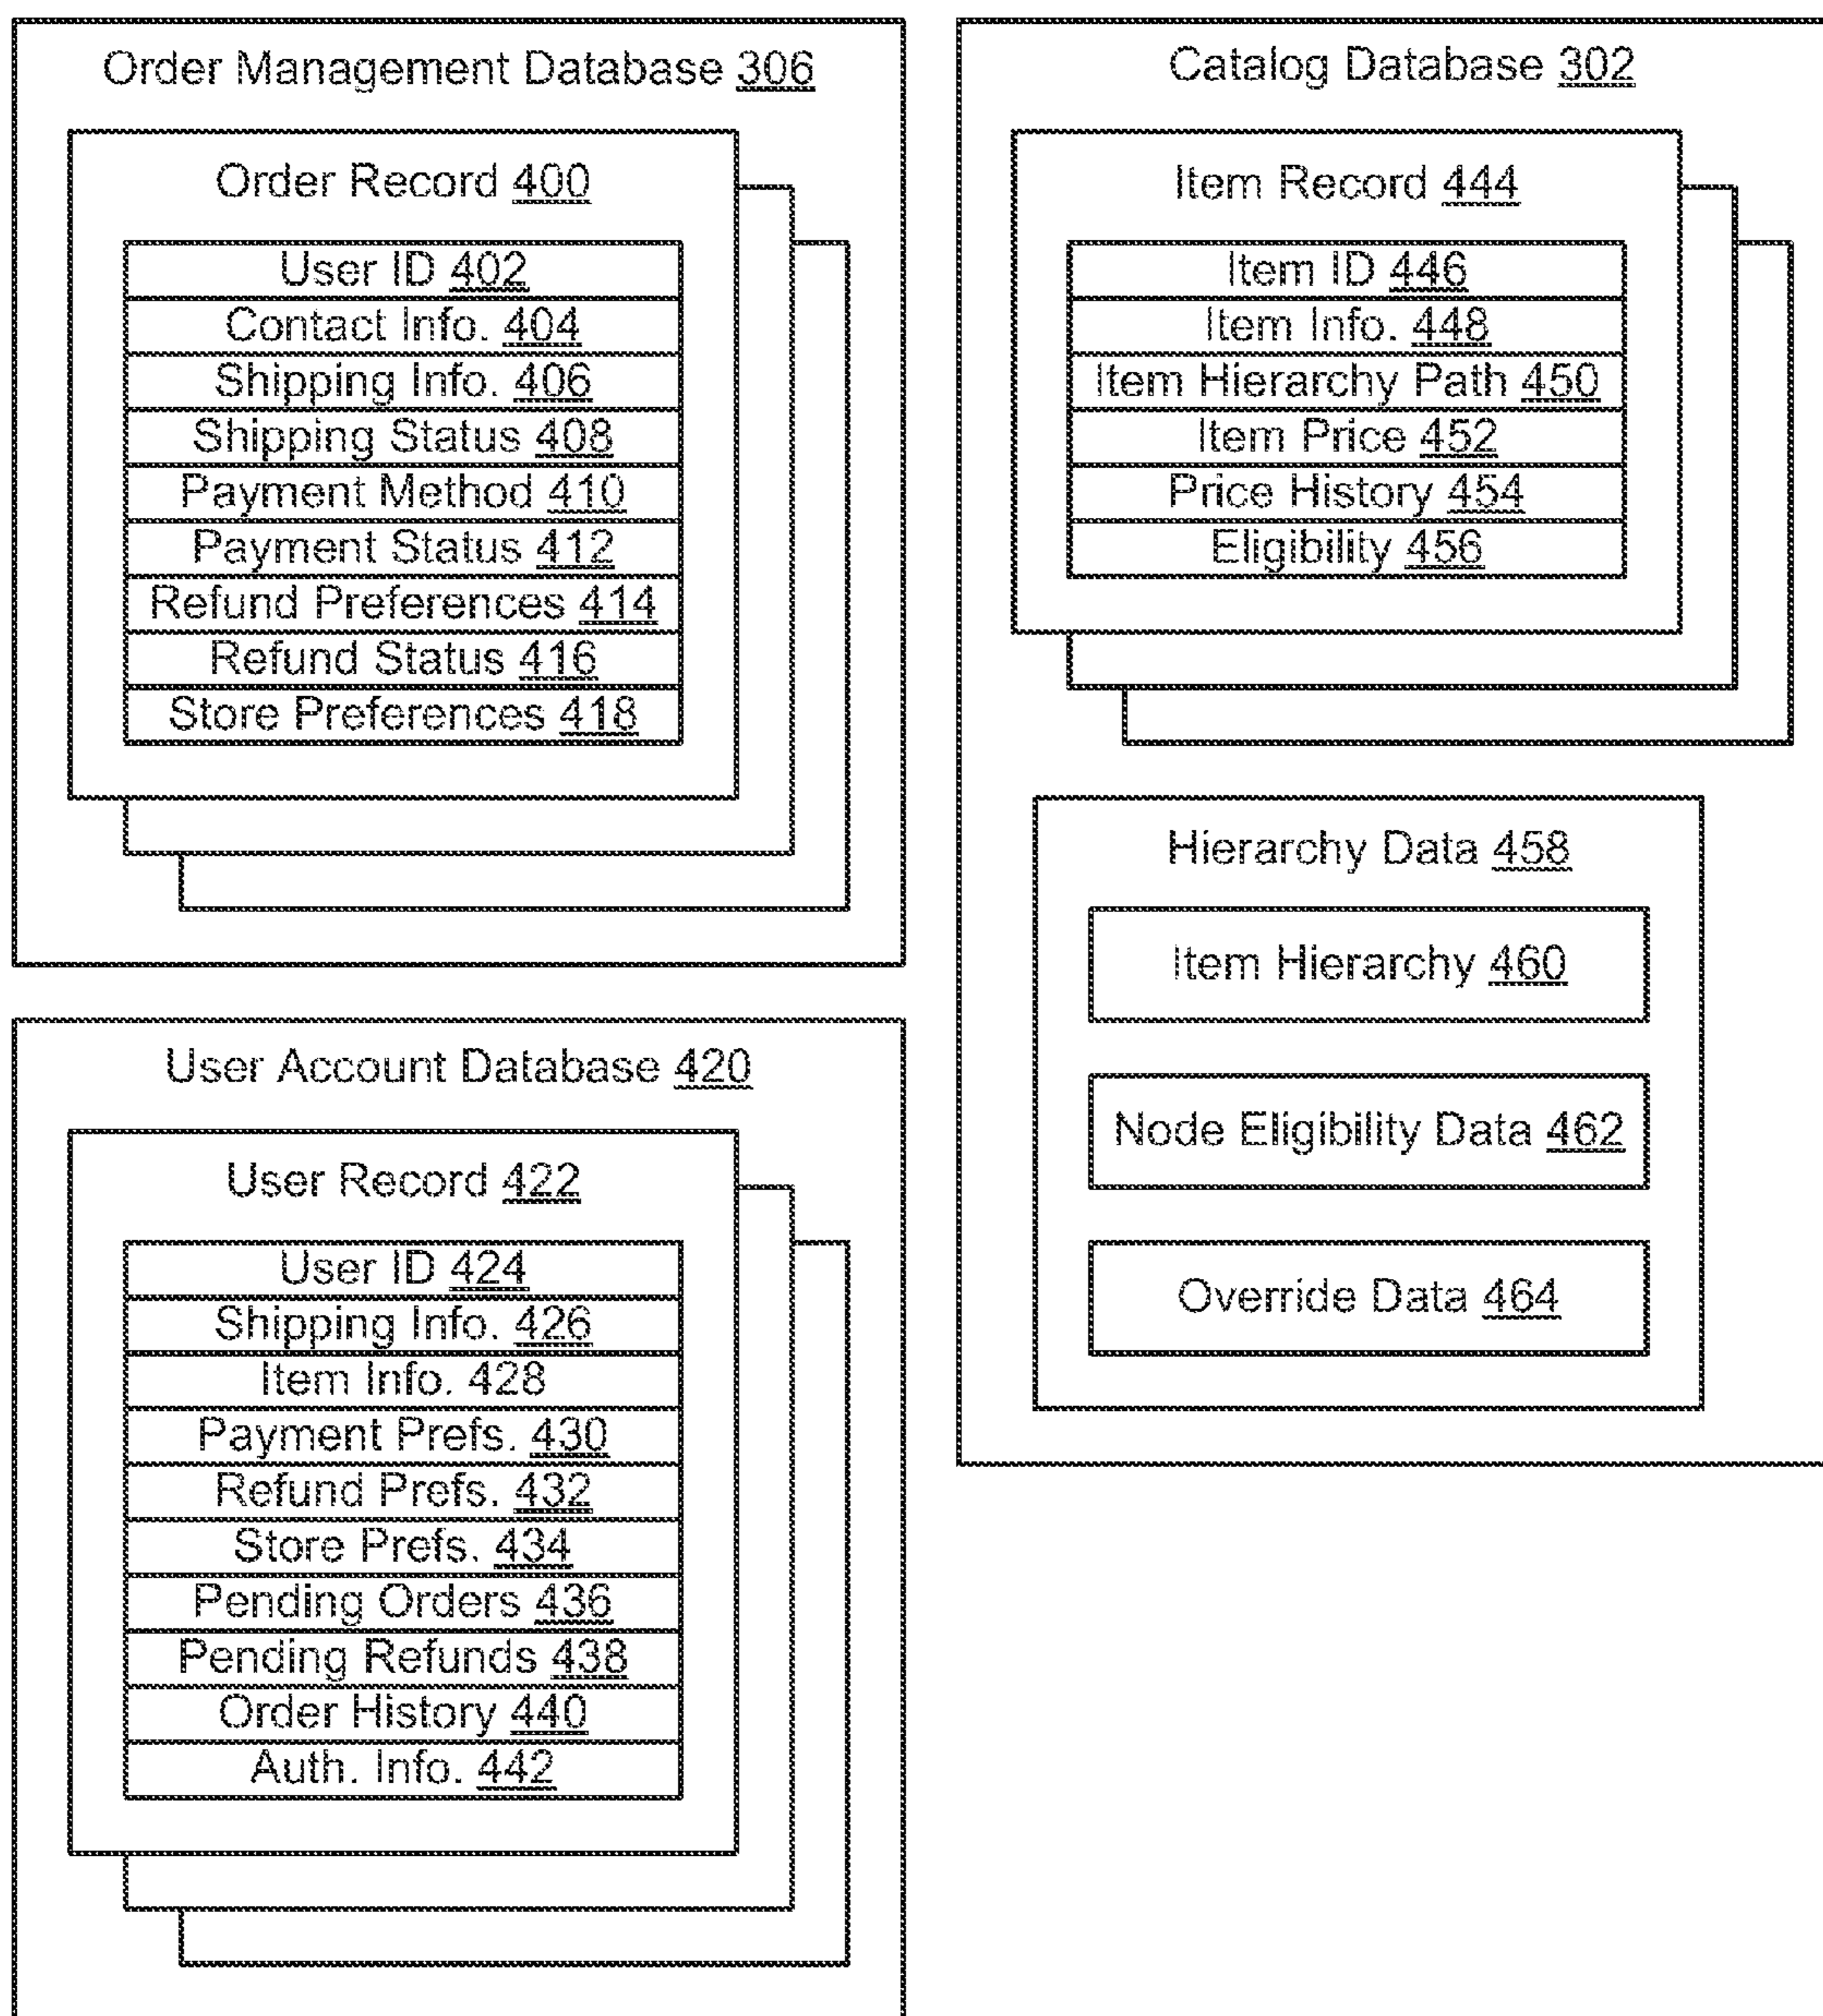 Order Management Database 306
Order Record 400
User ID 402
Contact Info. 404
Shipping Info. 406
Shipping Status 408
Payment Method 410
Payment Status 412
Refund Preferences 414
Refund Status 416
Store Preferences 418
User Account Database 420
User Record 422
User ID 424
Shipping Info. 426
Item Info. 428
Payment Prefs. 430
Refund Prefs. 432
Store Prefs. 434
Pending Orders 436
Pending Refunds 438
Order History 440
Auth. Info. 442
Catalog Database 302
Item Record 444
Item ID 446
Item Info. 448
Item Hierarchy Path 450
Item Price 452
Price History 454
Eligibility 456
Hierarchy Data 458
Item Hierarchy 460
Node Eligibility Data 462
Override Data 464